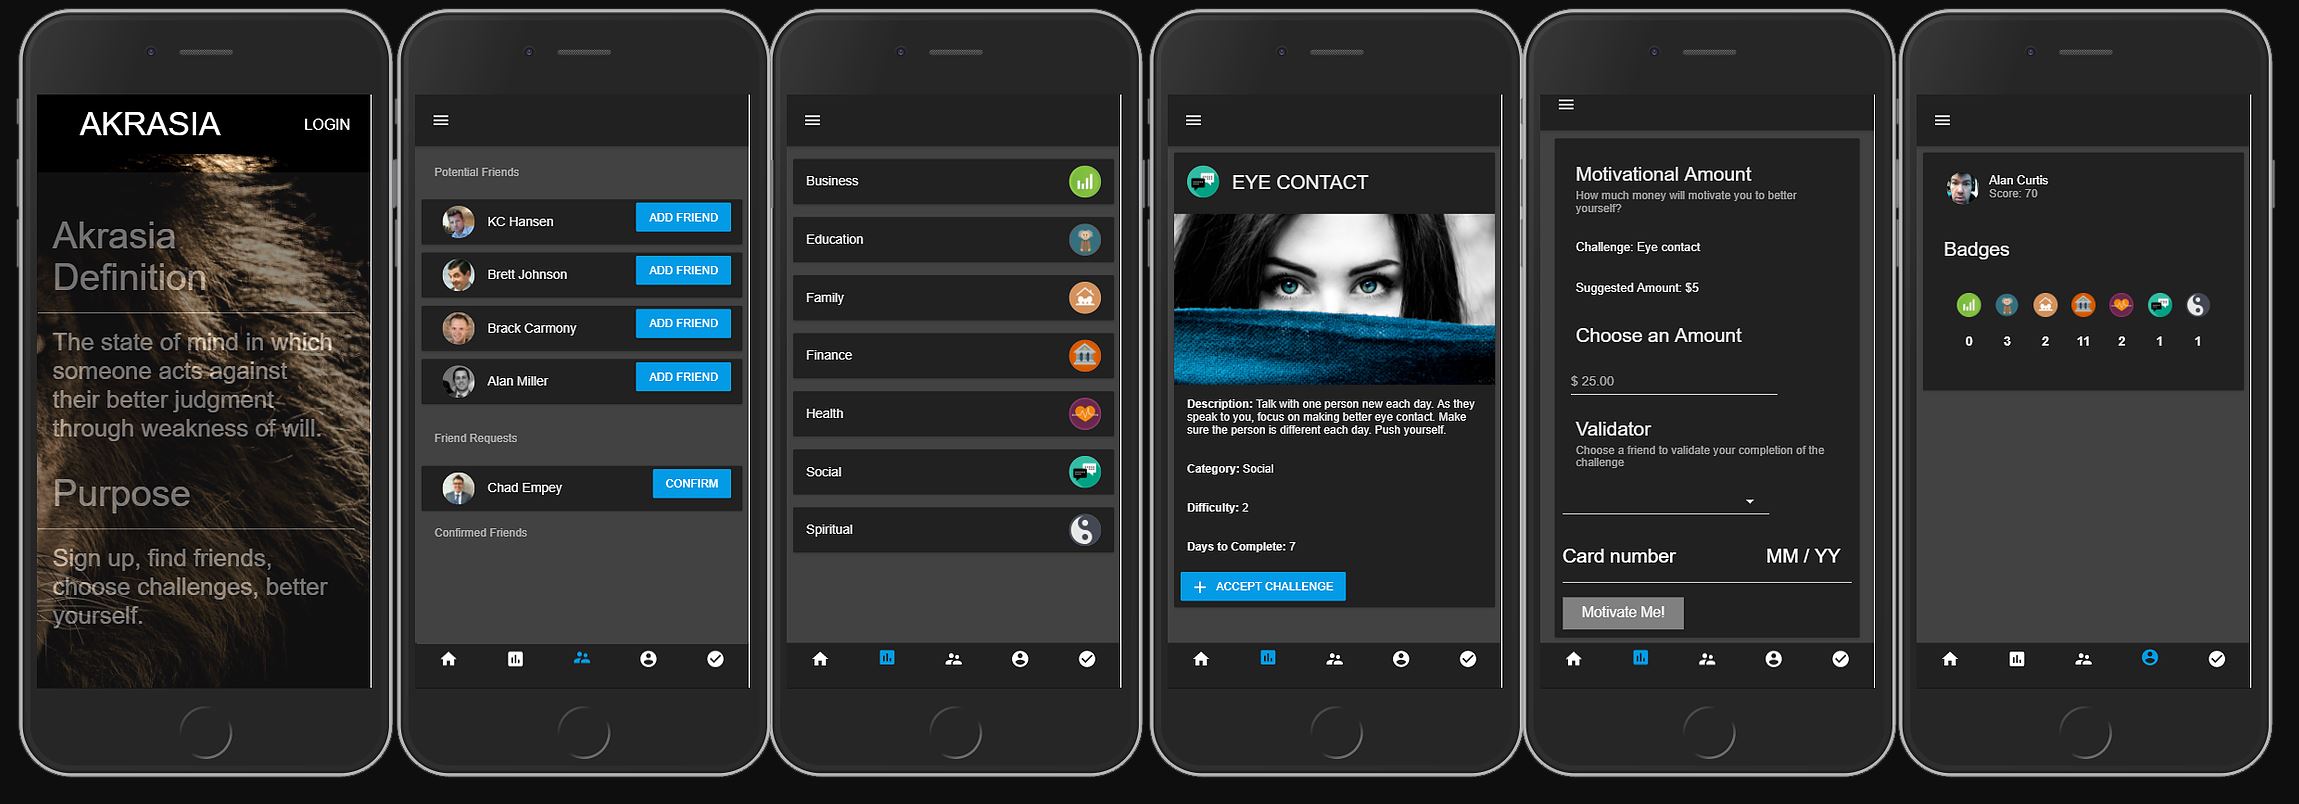 AKRASIA
LOGIN
Akrasia
Definition
The state of mind in which
someone acts against
their better judgment
through weakness of will.
Purpose
Sign up, find friends,
choose challenges, better
yourself.
Potential Friends
KC Hansen
ADD FRIEND
Brett Johnson
ADD FRIEND
Brack Carmony
ADD FRIEND
Alan Miller
ADD FRIEND
Friend Requests
Chad Empey
CONFIRM
Confirmed Friends
Business
Education
Family
Finance
Health
Social
Spiritual
EYE CONTACT
Description: Talk with one person new each day. As they
speak to you, focus on making better eye contact. Make
sure the person is different each day. Push yourself.
Category: Social
Difficulty: 2
Days to Complete: 7
+ ACCEPT CHALLENGE
Motivational Amount
How much money will motivate you to better
yourself?
Challenge: Eye contact
Suggested Amount: $5
Choose an Amount
$ 25.00
Validator
Choose a friend to validate your completion of the
challenge
Card number MM / YY
Motivate Me!
Alan Curtis
Score: 70
Badges
0 3 2 11 2 1 1